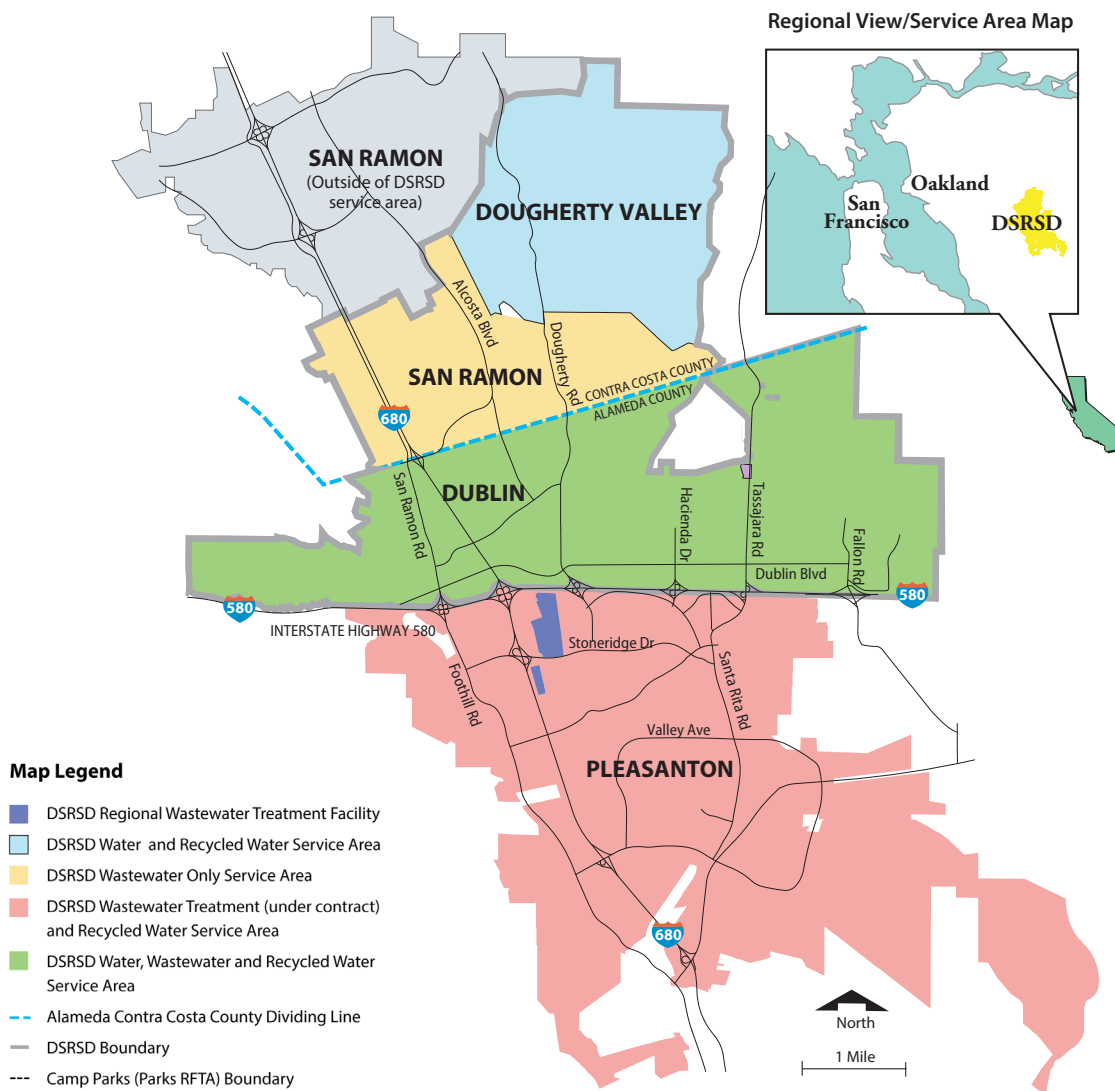 Regional View/Service Area Map
Oakland
San
Francisco
DSRSD
SAN RAMON
(Outside of DSRSD
service area)
DOUGHERTY VALLEY
Alcosta Blvd
Dougherty Rd
SAN RAMON
CONTRA COSTA COUNTY
ALAMEDA COUNTY
680
San Ramon Rd
DUBLIN
Hacienda Dr
Tassajara Rd
Fallon Rd
Dublin Blvd
580
580
INTERSTATE HIGHWAY 580
Stoneridge Dr
Foothill Rd
Santa Rita Rd
Valley Ave
PLEASANTON
680
Map Legend
DSRSD Regional Wastewater Treatment Facility
DSRSD Water and Recycled Water Service Area
DSRSD Wastewater Only Service Area
DSRSD Wastewater Treatment (under contract)
and Recycled Water Service Area
DSRSD Water, Wastewater and Recycled Water
Service Area
Alameda Contra Costa County Dividing Line
DSRSD Boundary
Camp Parks (Parks RFTA) Boundary
North
1 Mile